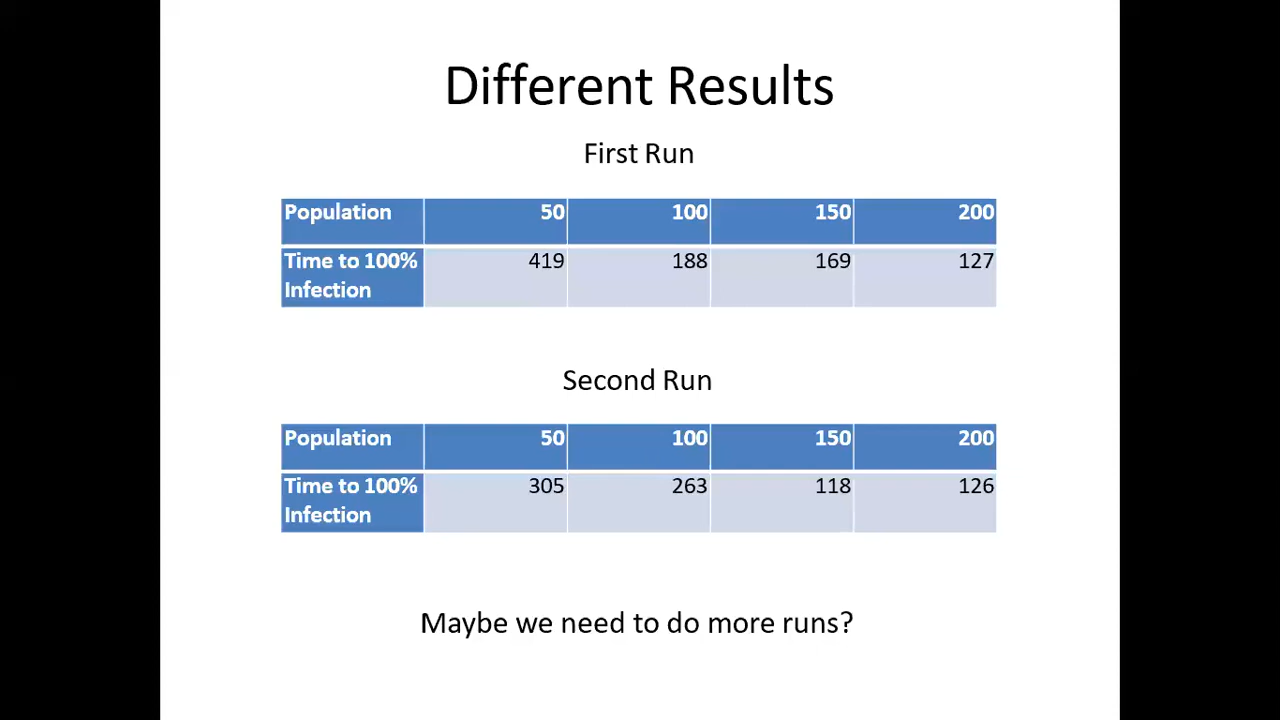 Different Results
First Run
Population 50 100 150 200
Time to 100% 419 188 169 127
Infection
Second Run
Population 50 100 150 200
Time to 100% 305 263 118 126
Infection
Maybe we need to do more runs?